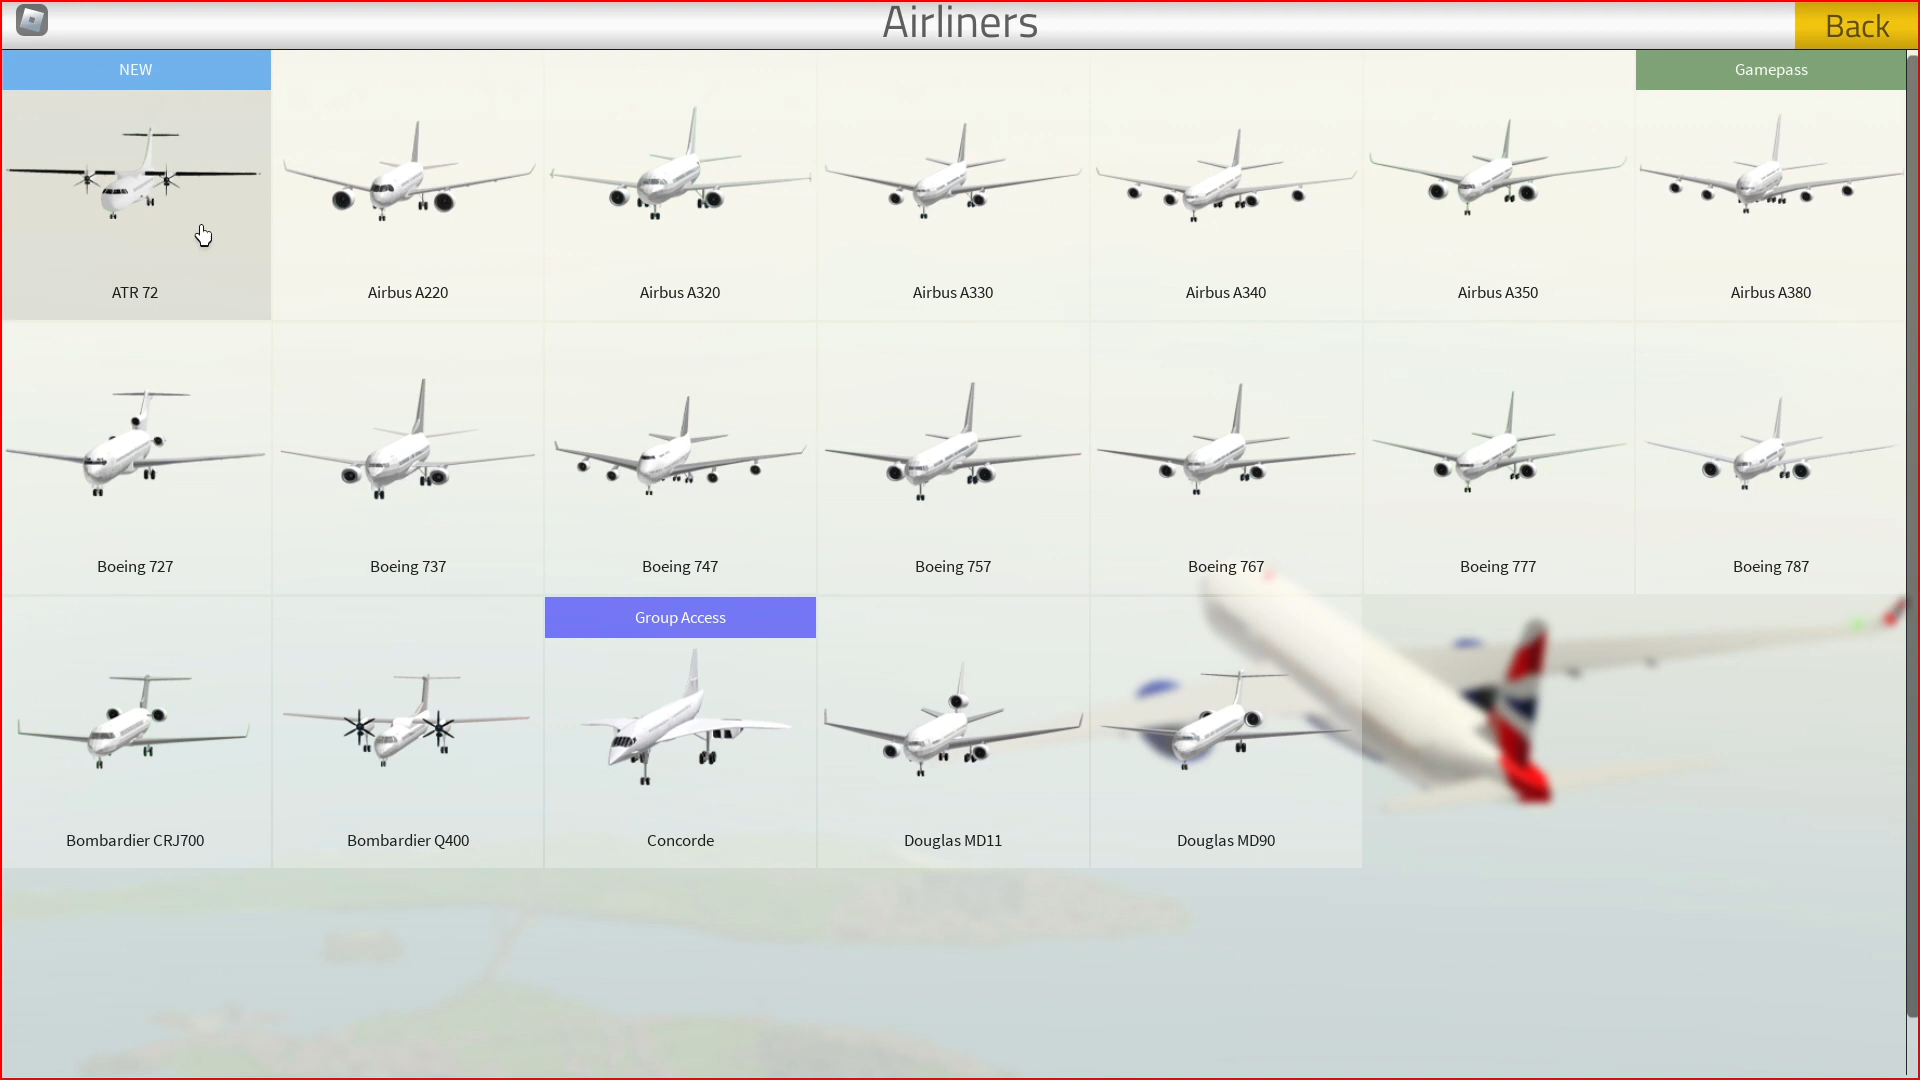 Airliners
Back
NEW
Gamepass
ATR 72
Airbus A220
Airbus A320
Airbus A330
Airbus A340
Airbus A350
Airbus A380
Boeing 727
Boeing 737
Boeing 747
Boeing 757
Boeing 767
Boeing 777
Boeing 787
Group Access
Bombardier CRJ700
Bombardier Q400
Concorde
Douglas MD11
Douglas MD90